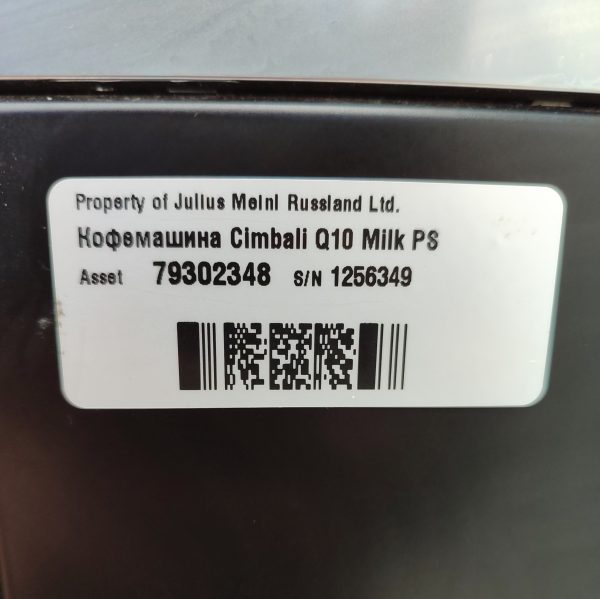 Property of Julius Meinl Russland Ltd.
Кофемашина Cimbali Q10 Milk PS
Asset 79302348 S/N 1256349